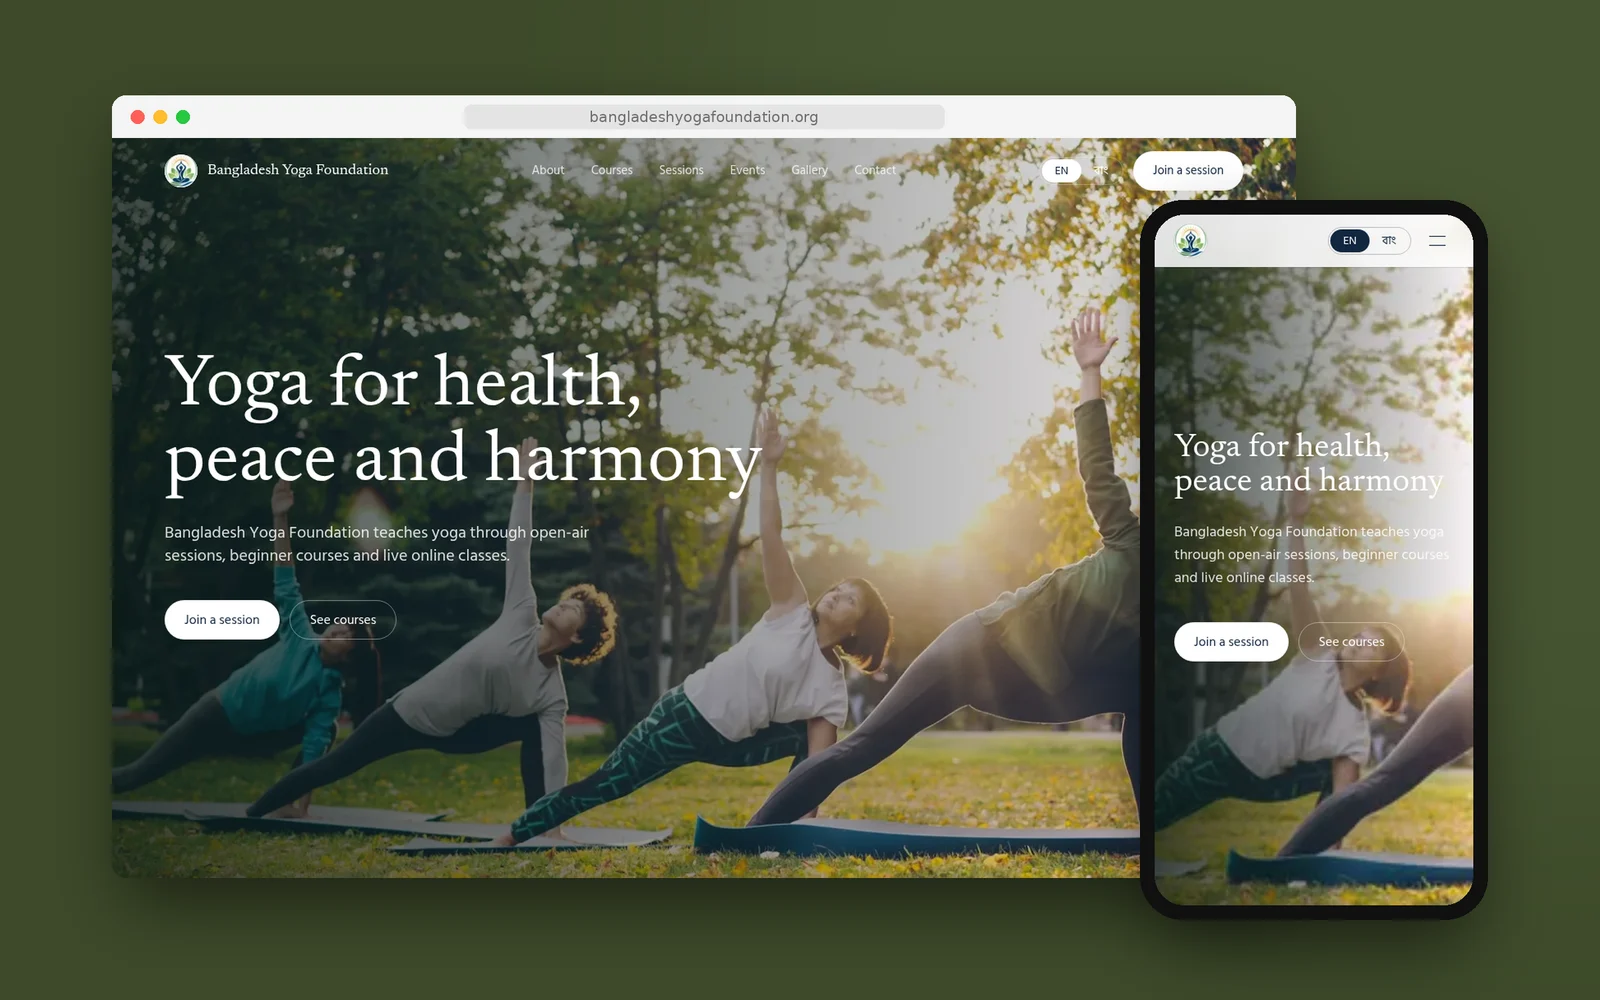 bangladeshyogafoundation.org
Bangladesh Yoga Foundation
About Courses Sessions Events Gallery Contact
EN বাং
Join a session
Yoga for health,
peace and harmony
Bangladesh Yoga Foundation teaches yoga through open-air
sessions, beginner courses and live online classes.
Join a session See courses
EN বাং
Yoga for health,
peace and harmony
Bangladesh Yoga Foundation teaches yoga
through open-air sessions, beginner courses
and live online classes.
Join a session See courses